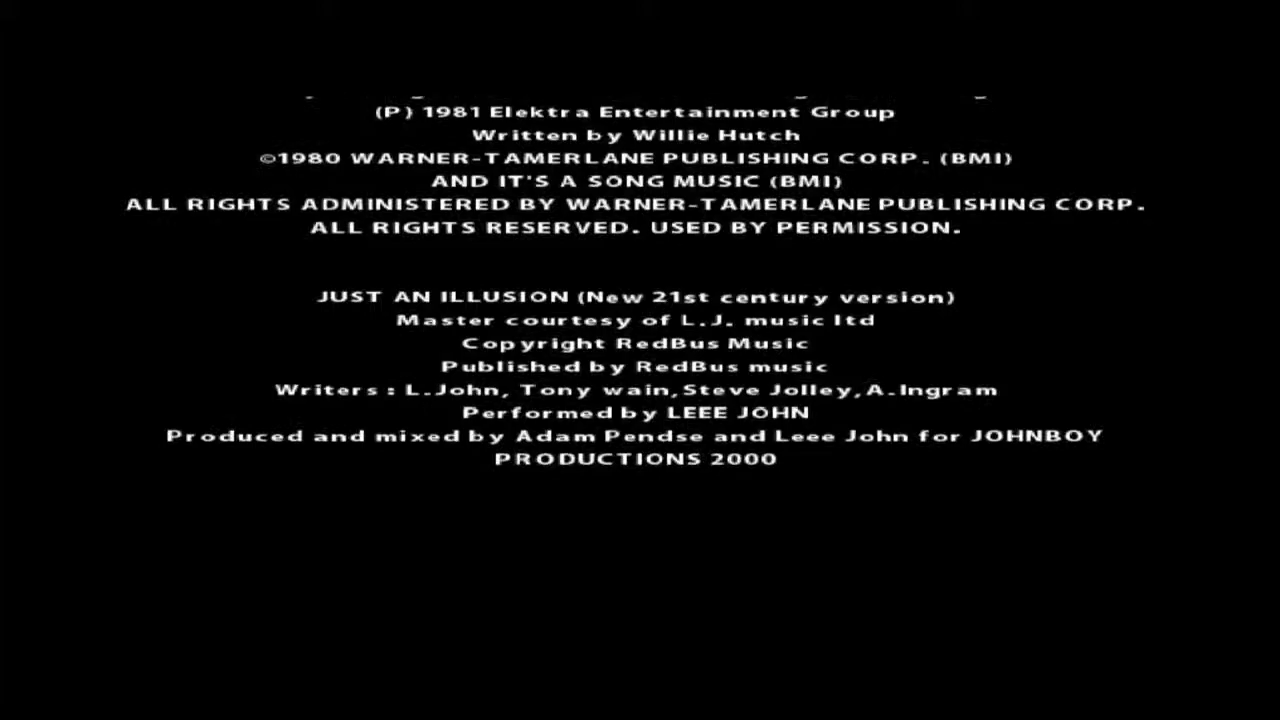 (P) 1981 Elektra Entertainment Group
Written by Willie Hutch
©1980 WARNER-TAMERLANE PUBLISHING CORP. (BMI)
AND IT'S A SONG MUSIC (BMI)
ALL RIGHTS ADMINISTERED BY WARNER-TAMERLANE PUBLISHING CORP.
ALL RIGHTS RESERVED. USED BY PERMISSION.
JUST AN ILLUSION (New 21st century version)
Master courtesy of L.J. music ltd
Copyright RedBus Music
Published by RedBus music
Writers : L.John, Tony wain,Steve Jolley,A.Ingram
Performed by LEEE JOHN
Produced and mixed by Adam Pendse and Leee John for JOHNBOY
PRODUCTIONS 2000